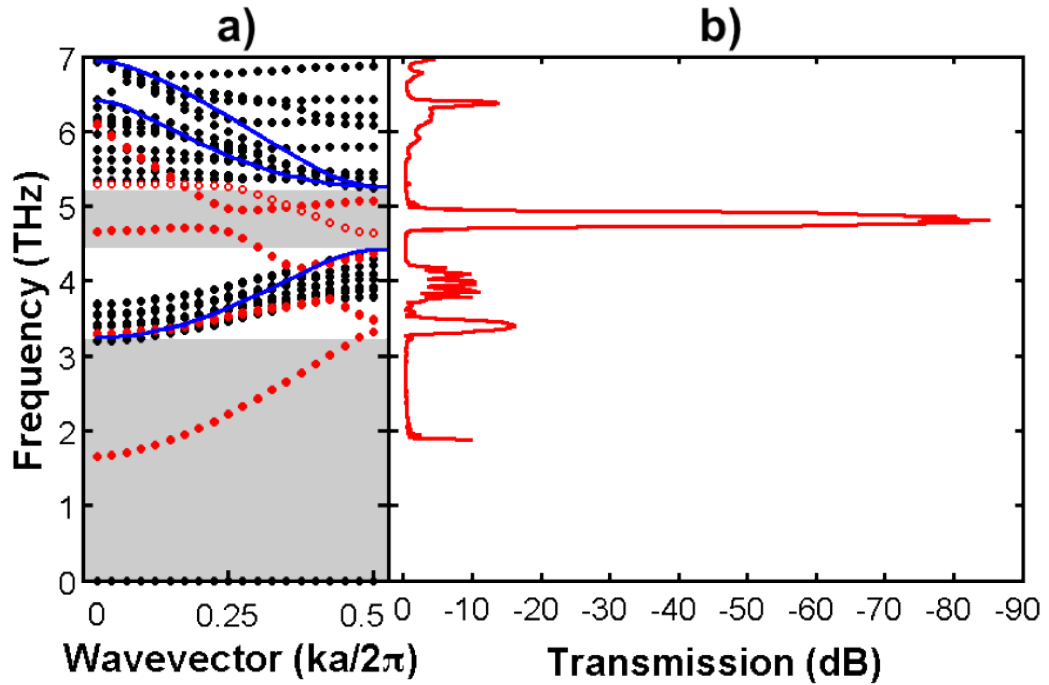 a)
b)
Frequency (THz)
7
6
5
4
3
2
1
0
0 0.25 0.5
0 -10 -20 -30 -40 -50 -60 -70 -80 -90
Wavevector (ka/2π)
Transmission (dB)